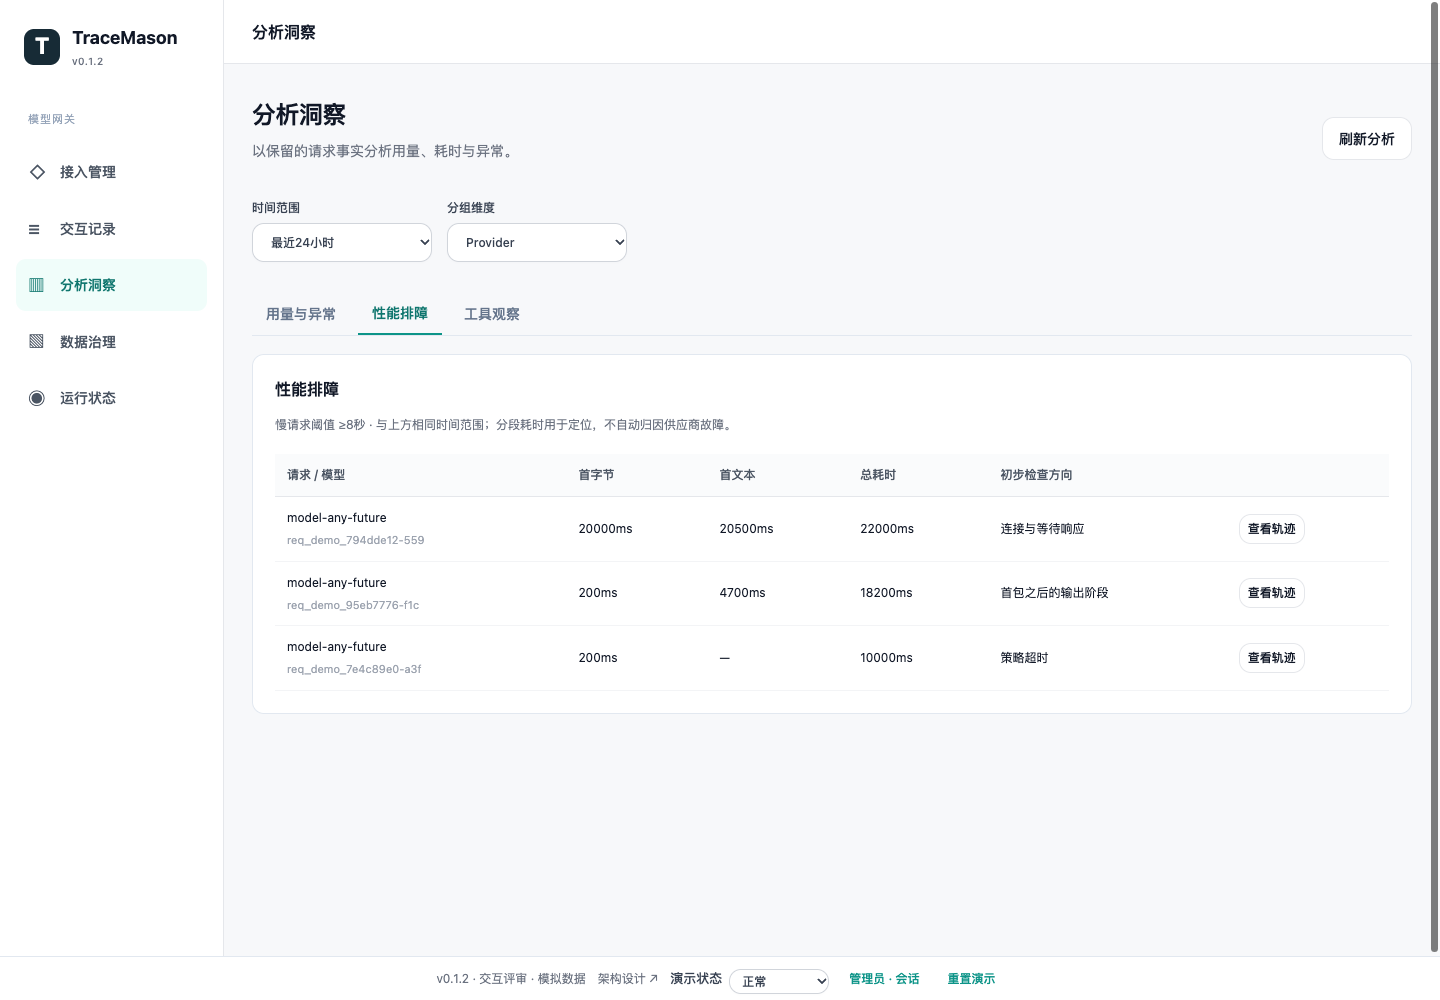 T
TraceMason
v0.1.2
模型网关
接入管理
交互记录
分析洞察
数据治理
运行状态
分析洞察
分析洞察
以保留的请求事实分析用量、耗时与异常。
刷新分析
时间范围
分组维度
最近24小时
Provider
用量与异常
性能排障
工具观察
性能排障
慢请求阈值 ≥8秒 · 与上方相同时间范围；分段耗时用于定位，不自动归因供应商故障。
请求 / 模型 首字节 首文本 总耗时 初步检查方向
model-any-future
req_demo_794dde12-559
20000ms 20500ms 22000ms 连接与等待响应 查看轨迹
model-any-future
req_demo_95eb7776-f1c
200ms 4700ms 18200ms 首包之后的输出阶段 查看轨迹
model-any-future
req_demo_7e4c89e0-a3f
200ms — 10000ms 策略超时 查看轨迹
v0.1.2 · 交互评审 · 模拟数据 架构设计 ↗ 演示状态 正常 管理员 · 会话 重置演示